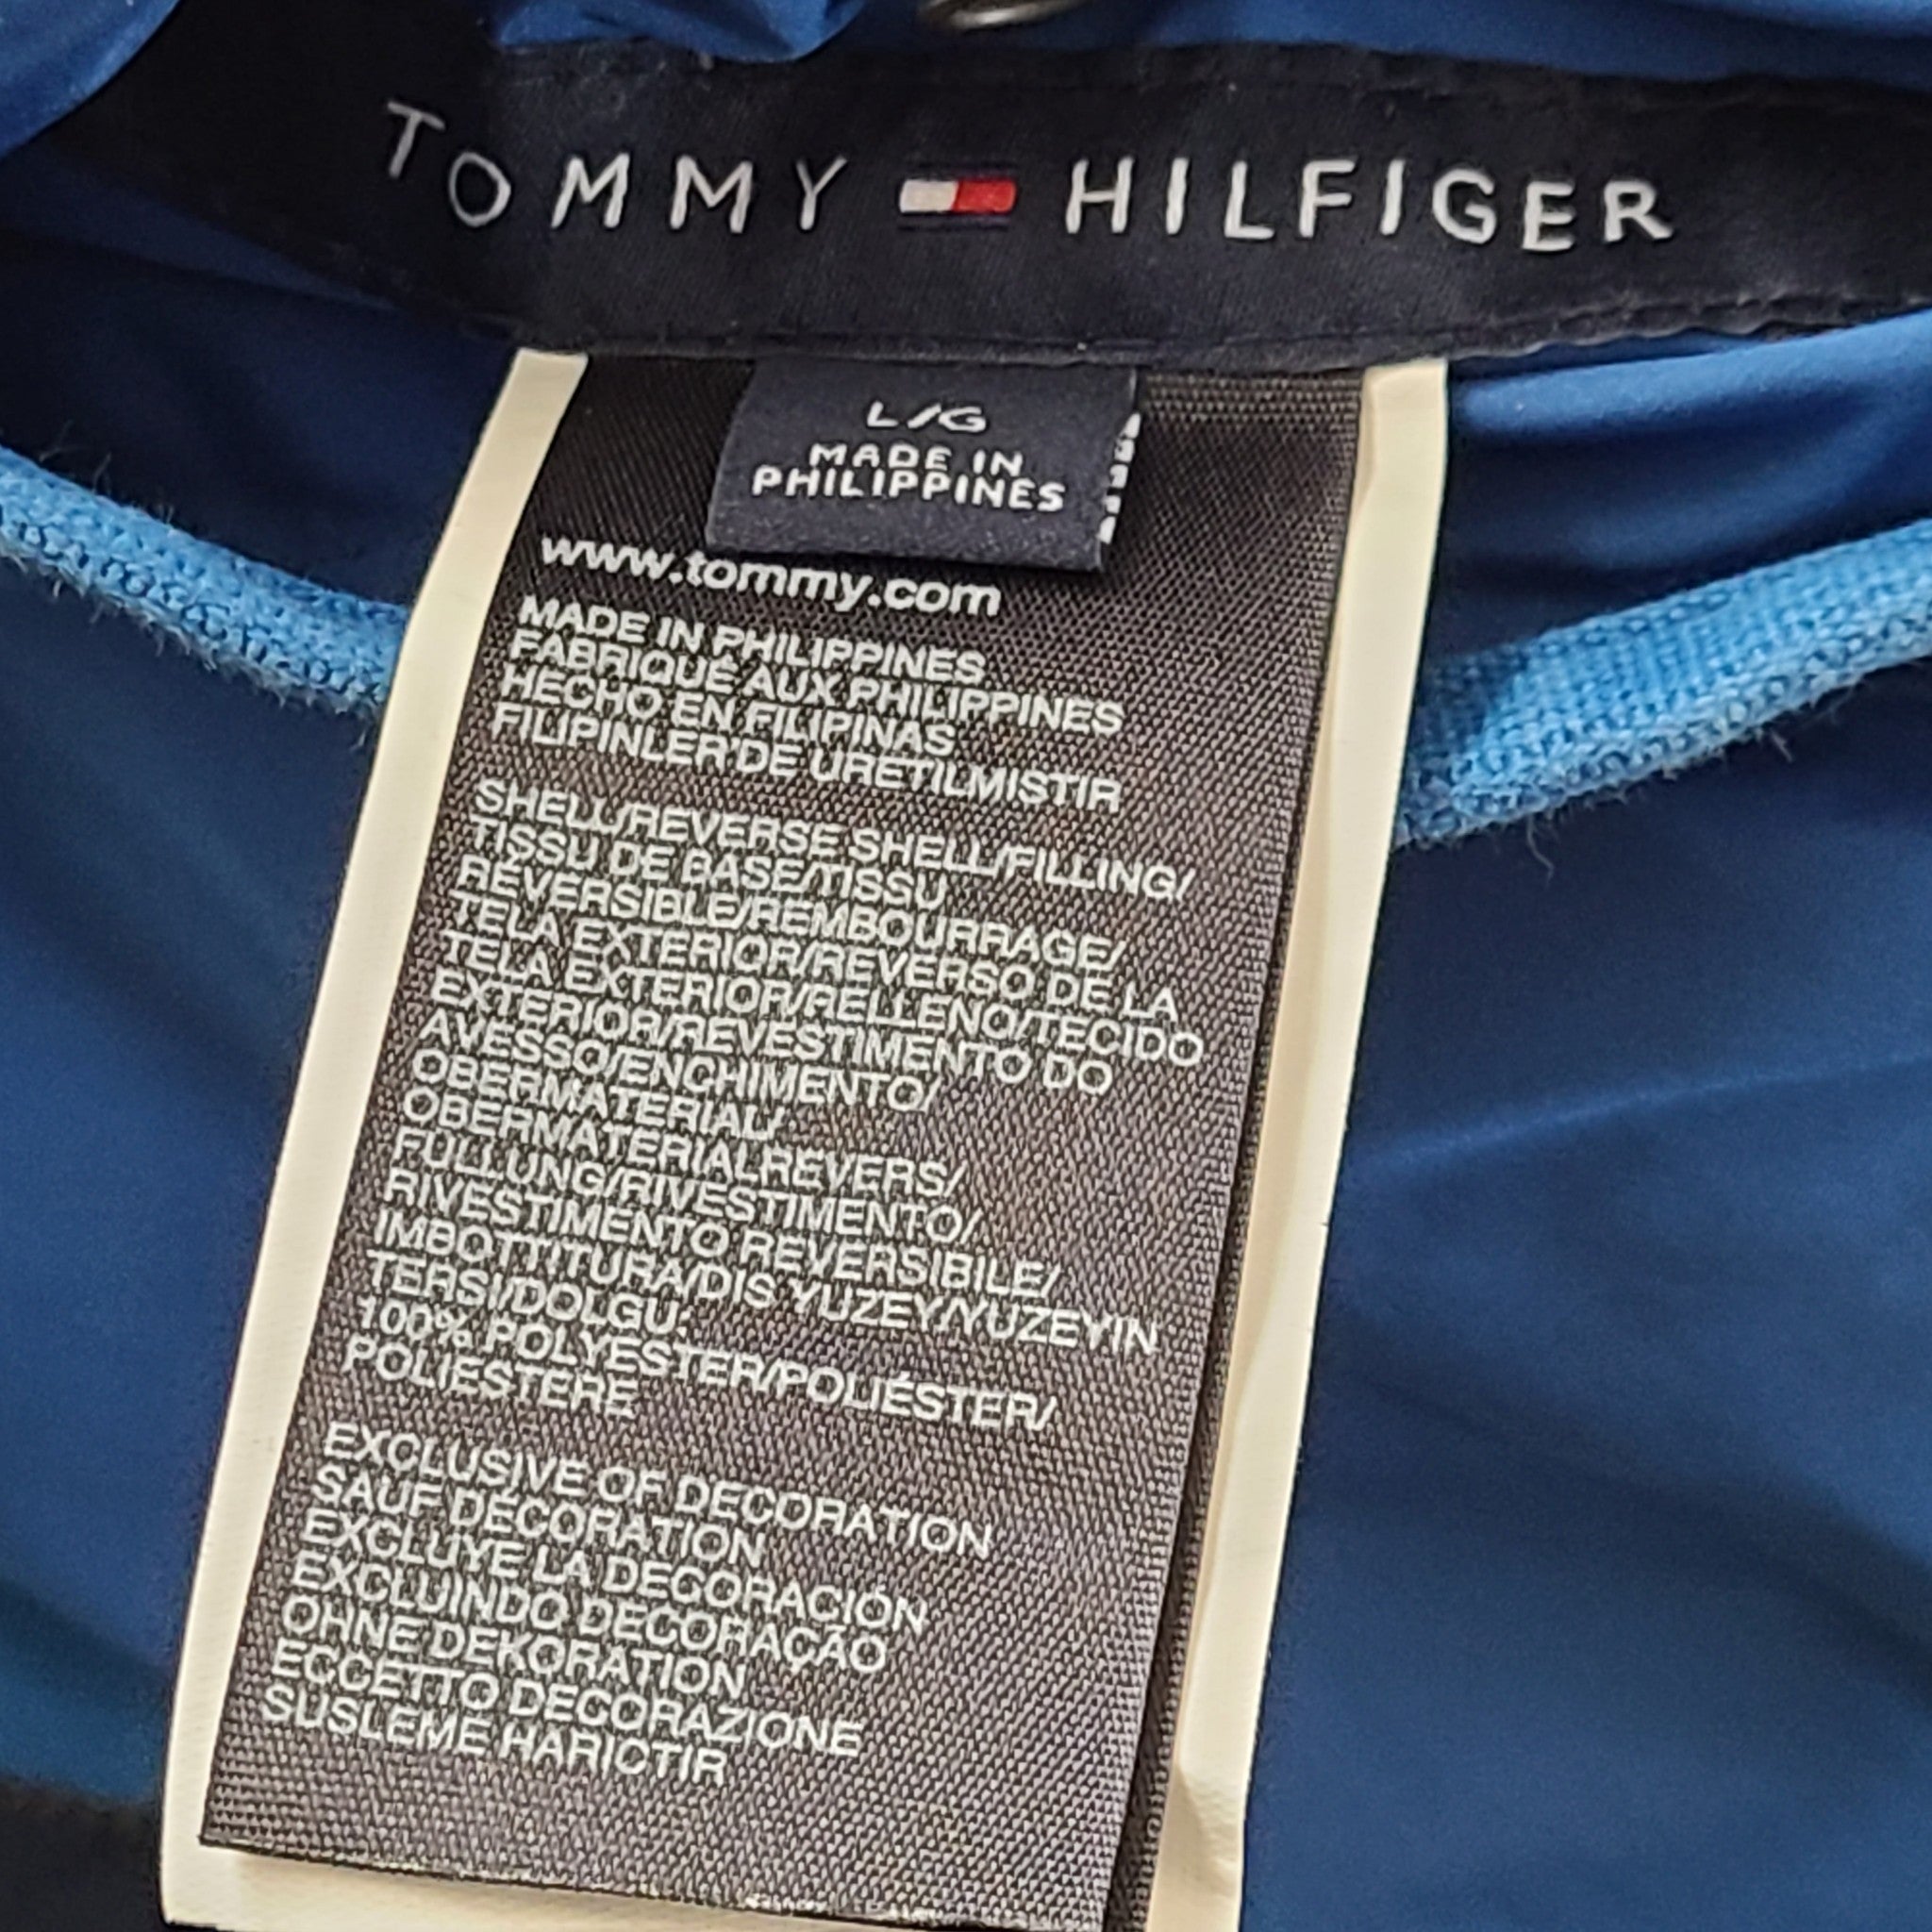 TOMMY HILFIGER
L/G
MADE IN
PHILIPPINES
www.tommy.com
MADE IN PHILIPPINES
FABRIQUÉ AUX PHILIPPINES
HECHO EN FILIPINAS
FILIPINLER'DE URETILMISTIR
SHELL/REVERSE SHELL/FILLING/
TISSU DE BASE/TISSU
RÉVERSIBLE/REMBOURRAGE/
TELA EXTERIOR/REVERSO DE LA
TELA EXTERIOR/RELLENO/TECIDO
EXTERIOR/REVESTIMENTO DO
AVESSO/ENCHIMENTO/
OBERMATERIAL/
OBERMATERIALREVERS/
FÜLLUNG/RIVESTIMENTO/
RIVESTIMENTO REVERSIBILE/
IMBOTTITURA/DIS YUZEY/YUZEYIN
TERSI/DOLGU:
100% POLYESTER/POLIÉSTER/
POLIESTERE
EXCLUSIVE OF DECORATION
SAUF DÉCORATION
EXCLUYE LA DECORACIÓN
EXCLUINDO DECORAÇÃO
OHNE DEKORATION
ECCETTO DECORAZIONE
SUSLEME HARICTIR